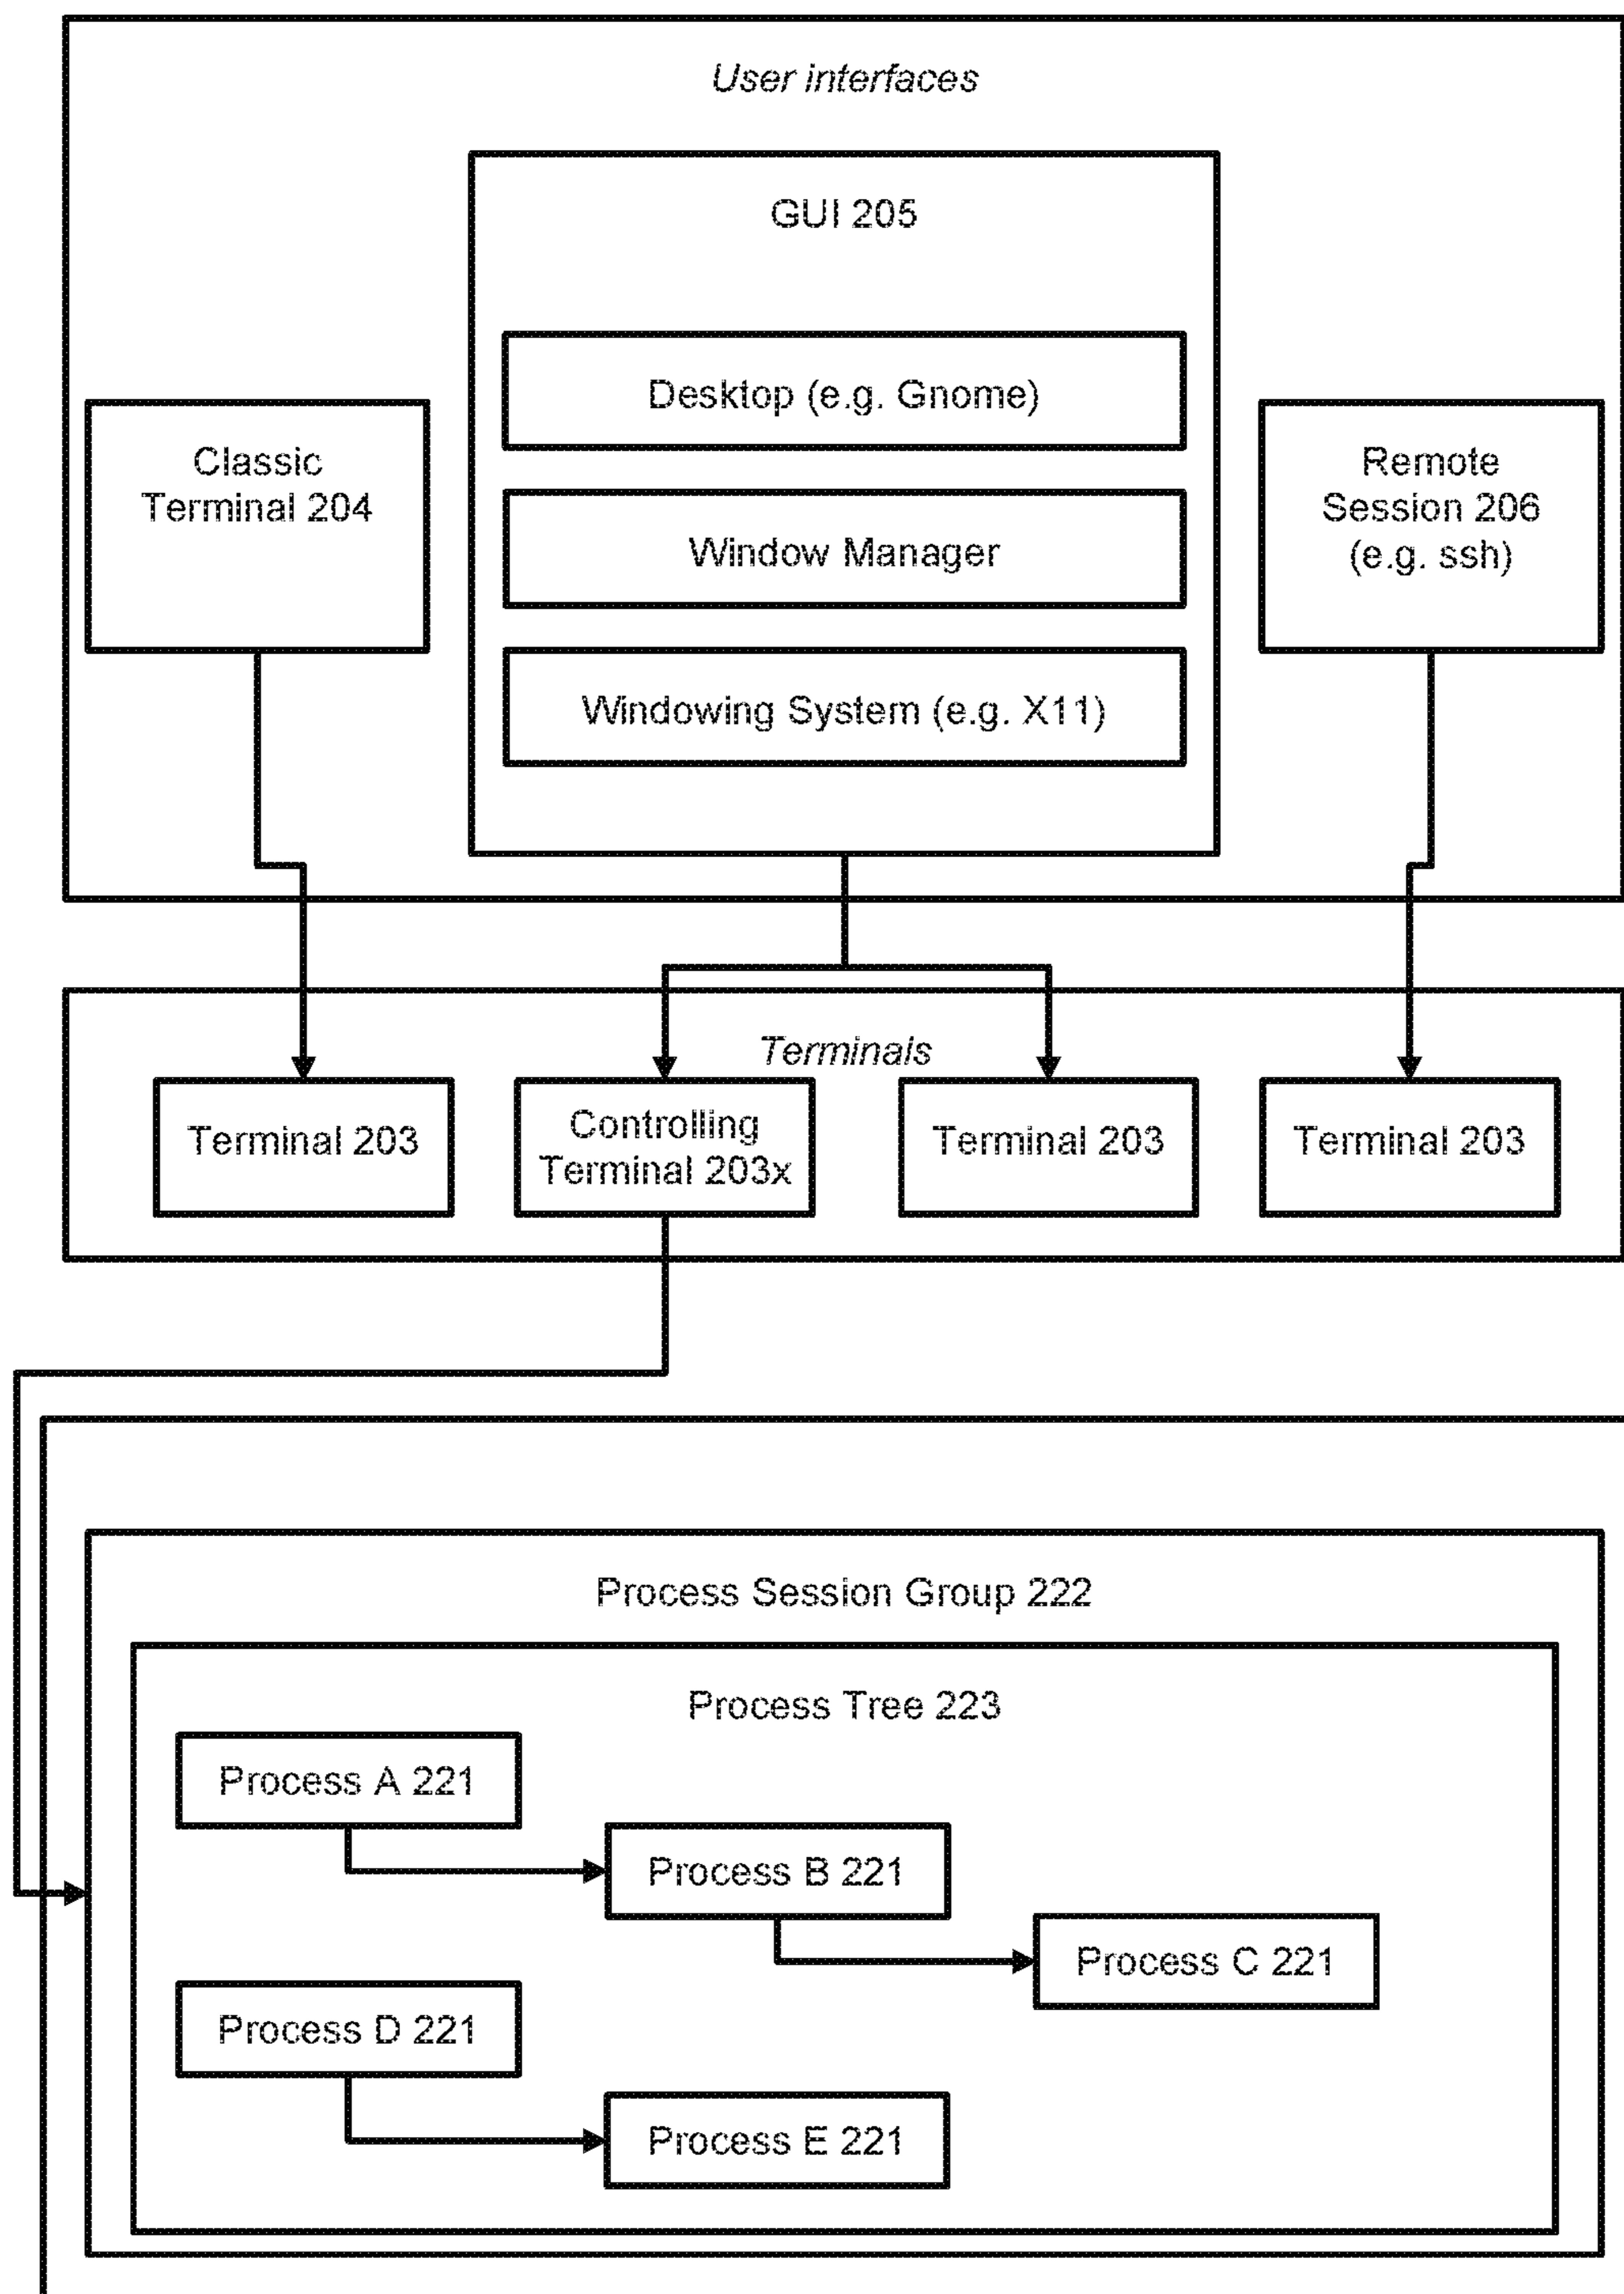 User interfaces
GUI 205
Desktop (e.g. Gnome)
Classic
Terminal 204
Window Manager
Remote
Session 206
(e.g. ssh)
Windowing System (e.g. X11)
Terminals
Terminal 203
Controlling
Terminal 203x
Terminal 203
Terminal 203
Process Session Group 222
Process Tree 223
Process A 221
Process B 221
Process C 221
Process D 221
Process E 221